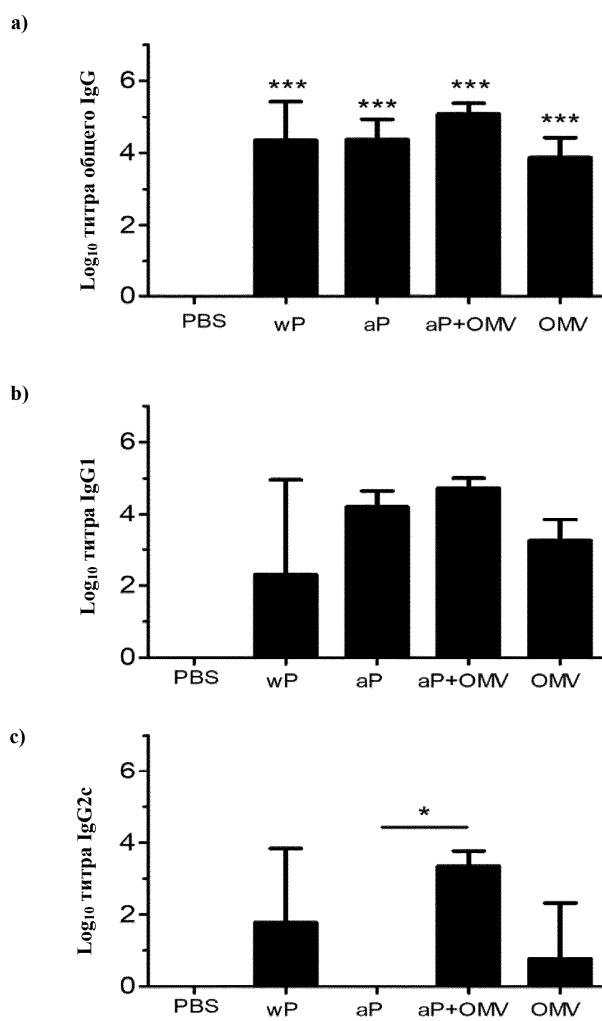 a)
Log₁₀ титра общего IgG
6
4
2
0
*** *** *** ***
PBS wP aP aP+OMV OMV
b)
Log₁₀ титра IgG1
6
4
2
0
PBS wP aP aP+OMV OMV
c)
Log₁₀ титра IgG2c
6
4
2
0
*
PBS wP aP aP+OMV OMV